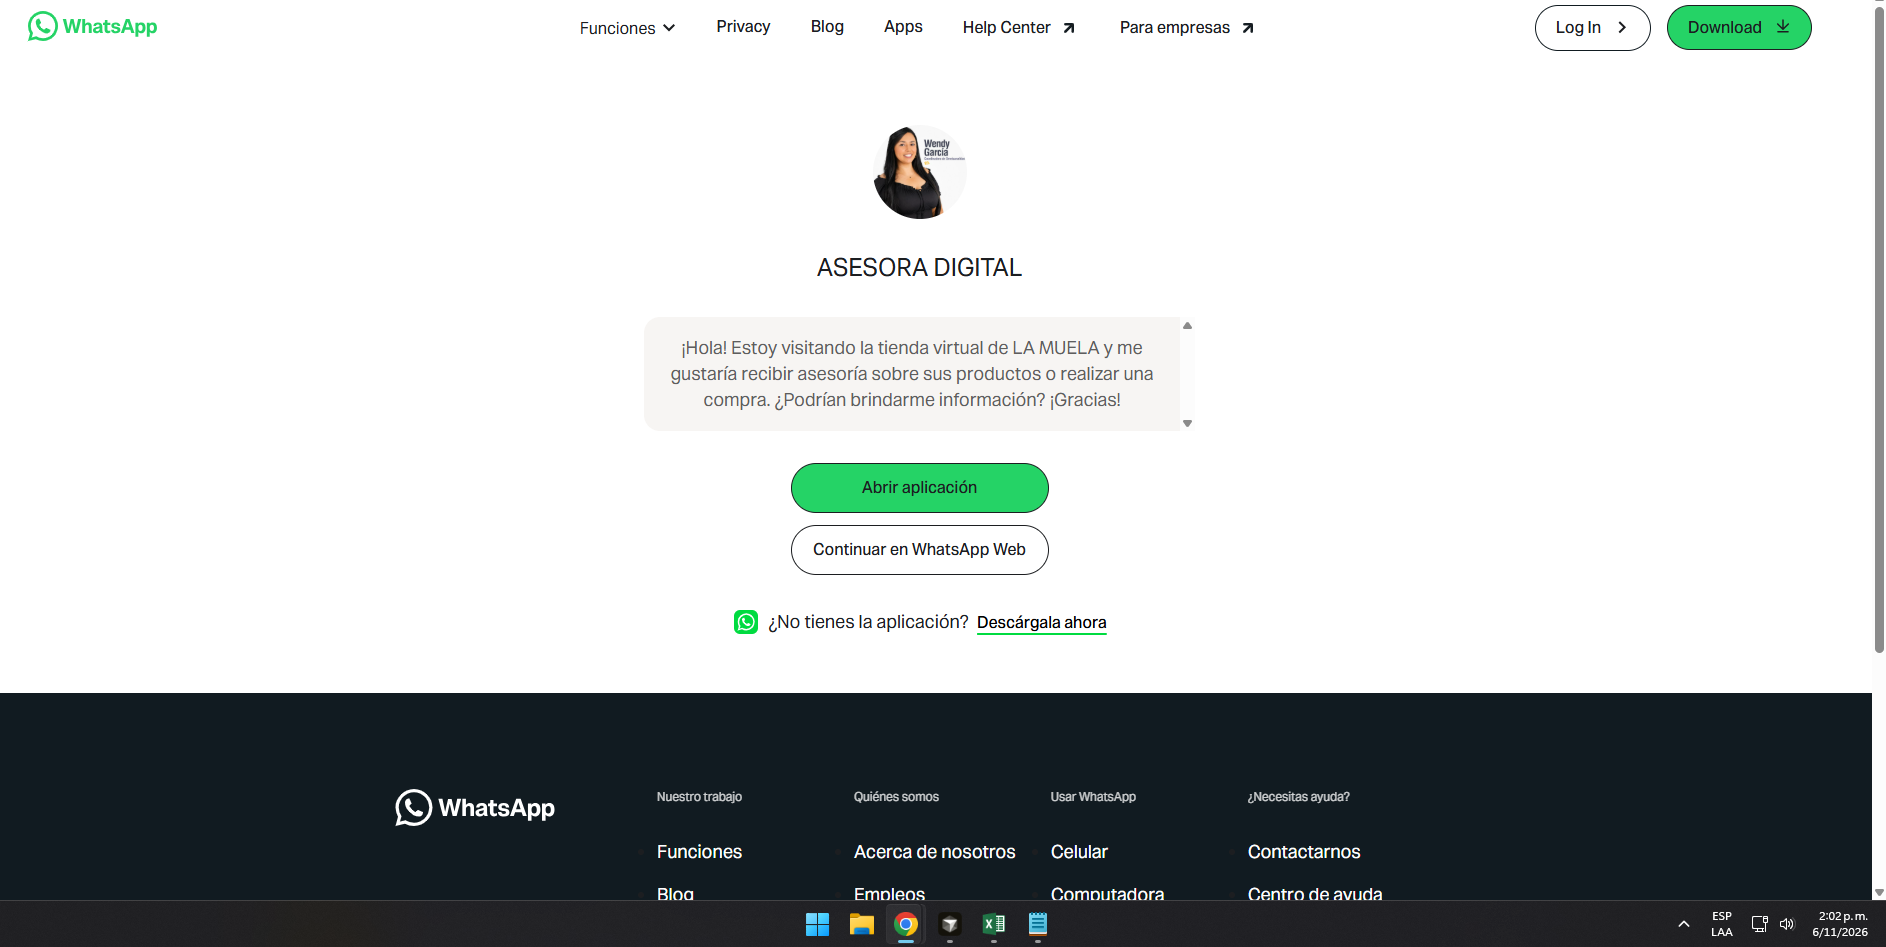 WhatsApp
Funciones
Privacy
Blog
Apps
Help Center
Para empresas
Log In
Download
Wendy
García
ASESORA DIGITAL
¡Hola! Estoy visitando la tienda virtual de LA MUELA y me
gustaría recibir asesoría sobre sus productos o realizar una
compra. ¿Podrían brindarme información? ¡Gracias!
Abrir aplicación
Continuar en WhatsApp Web
¿No tienes la aplicación? Descárgala ahora
WhatsApp
Nuestro trabajo
Funciones
Blog
Quiénes somos
Acerca de nosotros
Empleos
Usar WhatsApp
Celular
Computadora
¿Necesitas ayuda?
Contactarnos
Centro de ayuda
ESP
LAA
2:02 p. m.
6/11/2026